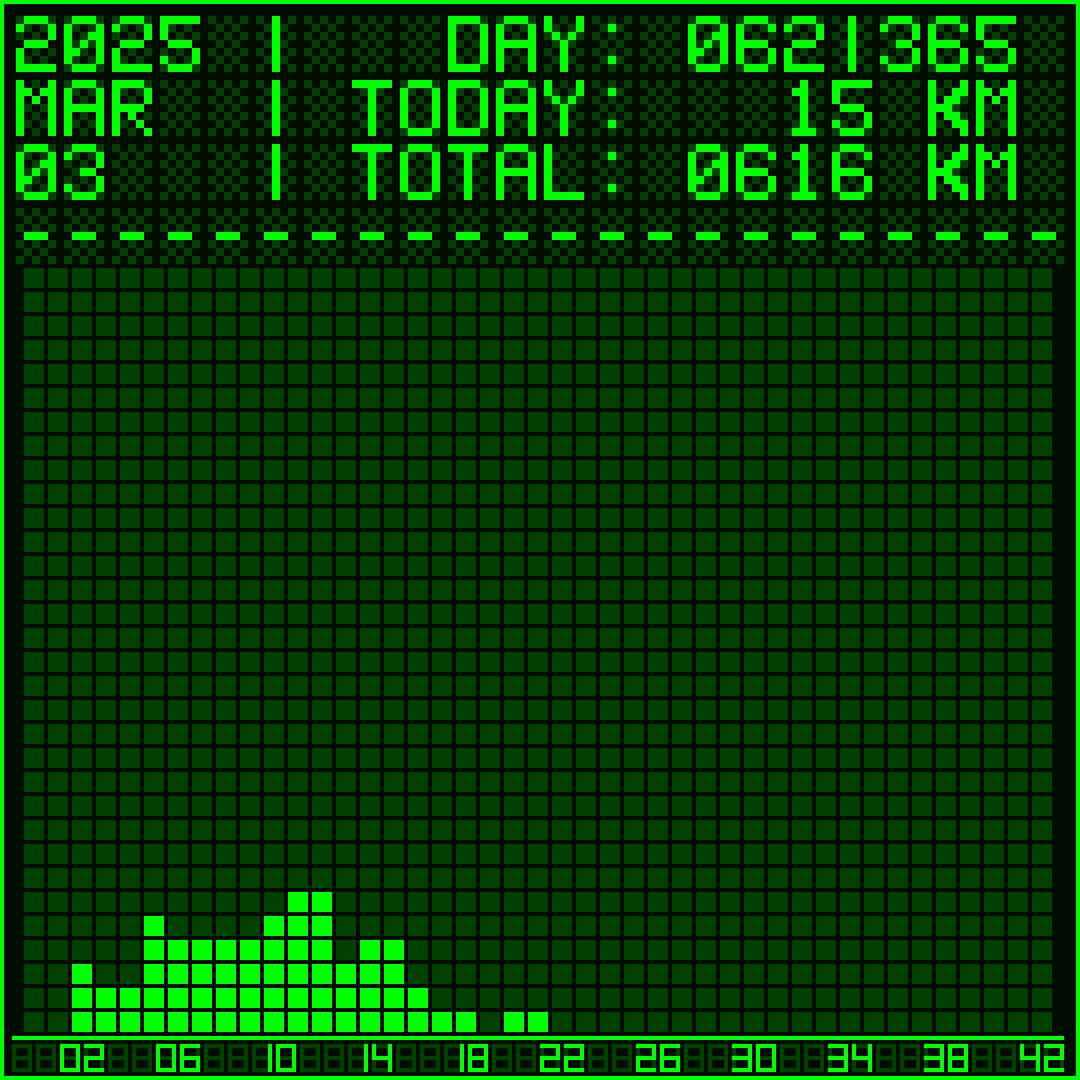 2025 | DAY: 062|365
MAR | TODAY: 15 KM
03 | TOTAL: 0616 KM
- - - - - - - - - - - - - - - - - - - - - -
02 06 10 14 18 22 26 30 34 38 42